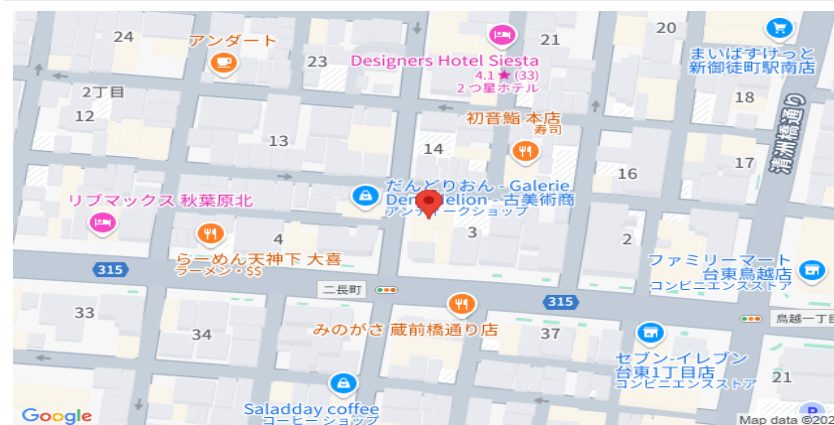 24
アンダート
23
Designers Hotel Siesta
4.1★(33)
2 つ星ホテル
21
20
まいばすけっと
新御徒町駅南店
2丁目
12
18
清洲橋通り
初音鮨 本店
寿司
13
14
17
16
だんどりおん - Galerie
Dendelion - 古美術商
アンティークショップ
リブマックス 秋葉原北
らーめん天神下 大喜
ラーメン・$$
4
3
2
ファミリーマート
台東鳥越店
コンビニエンスストア
315
二長町
315
鳥越一丁目
33
34
みのがさ 蔵前橋通り店
37
セブン-イレブン
台東1丁目店
コンビニエンスストア
21
Saladday coffee
コーヒー ショップ
P
Google
Map data ©202